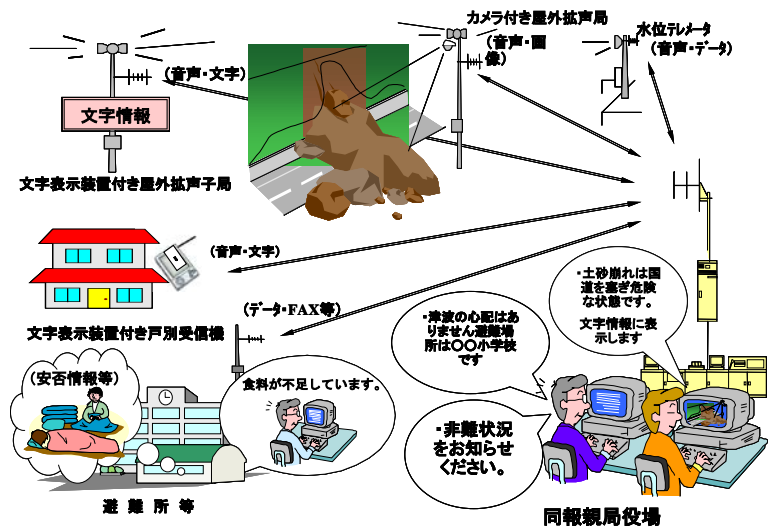 カメラ付き屋外拡声局
(音声・画
像)
水位テレメータ
(音声・データ)
(音声・文字)
文字情報
文字表示装置付き屋外拡声子局
(音声・文字)
文字表示装置付き戸別受信機
(データ・FAX等)
・土砂崩れは国
道を塞ぎ危険
な状態です。
文字情報に表
示します
・津波の心配はあ
りません避難場
所は〇〇小学校
です
(安否情報等)
食料が不足しています。
・非難状況
をお知らせ
ください。
避難所等
同報親局役場